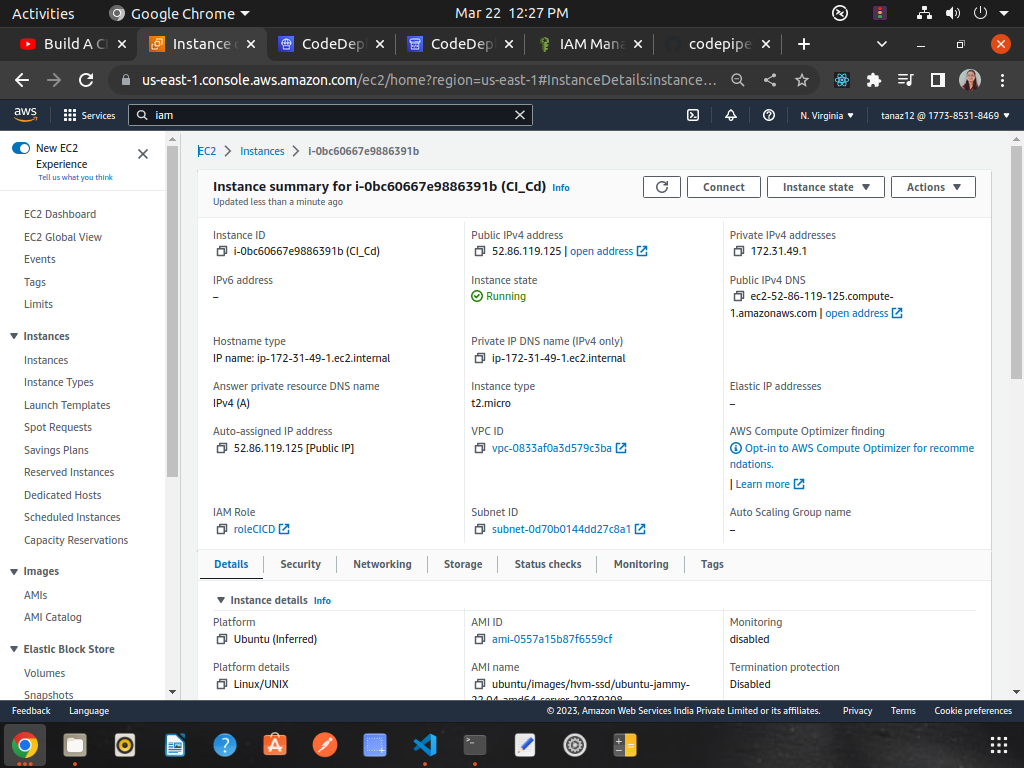 Activities
Google Chrome
Mar 22 12:27 PM
Build A C
Instance
CodeDep
CodeDep
IAM Mana
codepipe
us-east-1.console.aws.amazon.com/ec2/home?region=us-east-1#InstanceDetails:instance…
aws
Services
iam
N. Virginia
tanaz12 @ 1773-8531-8469
New EC2
Experience
Tell us what you think
EC2 Dashboard
EC2 Global View
Events
Tags
Limits
Instances
Instances
Instance Types
Launch Templates
Spot Requests
Savings Plans
Reserved Instances
Dedicated Hosts
Scheduled Instances
Capacity Reservations
Images
AMIs
AMI Catalog
Elastic Block Store
Volumes
Snapshots
EC2
Instances
i-0bc60667e9886391b
Instance summary for i-0bc60667e9886391b (CI_Cd) Info
Updated less than a minute ago
Connect
Instance state
Actions
Instance ID
i-0bc60667e9886391b (CI_Cd)
Public IPv4 address
52.86.119.125 | open address
Private IPv4 addresses
172.31.49.1
IPv6 address
–
Instance state
Running
Public IPv4 DNS
ec2-52-86-119-125.compute-
1.amazonaws.com | open address
Hostname type
IP name: ip-172-31-49-1.ec2.internal
Private IP DNS name (IPv4 only)
ip-172-31-49-1.ec2.internal
Answer private resource DNS name
IPv4 (A)
Instance type
t2.micro
Elastic IP addresses
–
Auto-assigned IP address
52.86.119.125 [Public IP]
VPC ID
vpc-0833af0a3d579c3ba
AWS Compute Optimizer finding
Opt-in to AWS Compute Optimizer for recomme
ndations.
| Learn more
IAM Role
roleCICD
Subnet ID
subnet-0d70b0144dd27c8a1
Auto Scaling Group name
–
Details
Security
Networking
Storage
Status checks
Monitoring
Tags
Instance details Info
Platform
Ubuntu (Inferred)
AMI ID
ami-0557a15b87f6559cf
Monitoring
disabled
Platform details
Linux/UNIX
AMI name
ubuntu/images/hvm-ssd/ubuntu-jammy-
22.04-amd64-server-20230208
Termination protection
Disabled
Feedback
Language
© 2023, Amazon Web Services India Private Limited or its affiliates.
Privacy
Terms
Cookie preferences